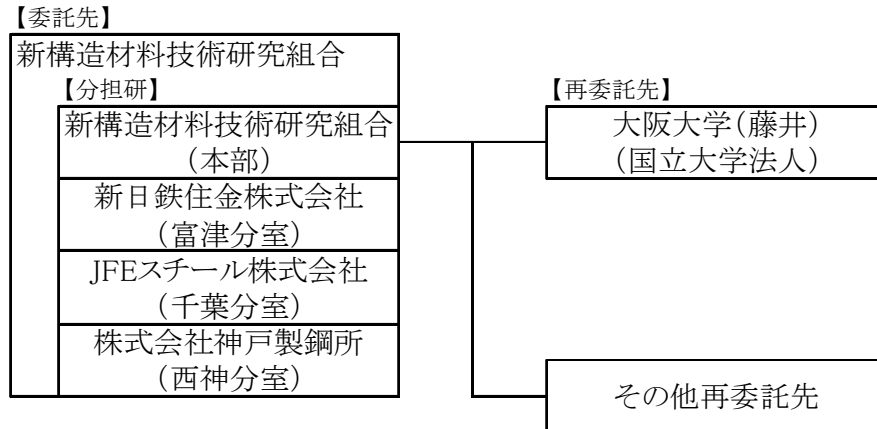 【委託先】
新構造材料技術研究組合
【分担研】
新構造材料技術研究組合
（本部）
新日鉄住金株式会社
（富津分室）
JFEスチール株式会社
（千葉分室）
株式会社神戸製鋼所
（西神分室）
【再委託先】
大阪大学（藤井）
（国立大学法人）
その他再委託先